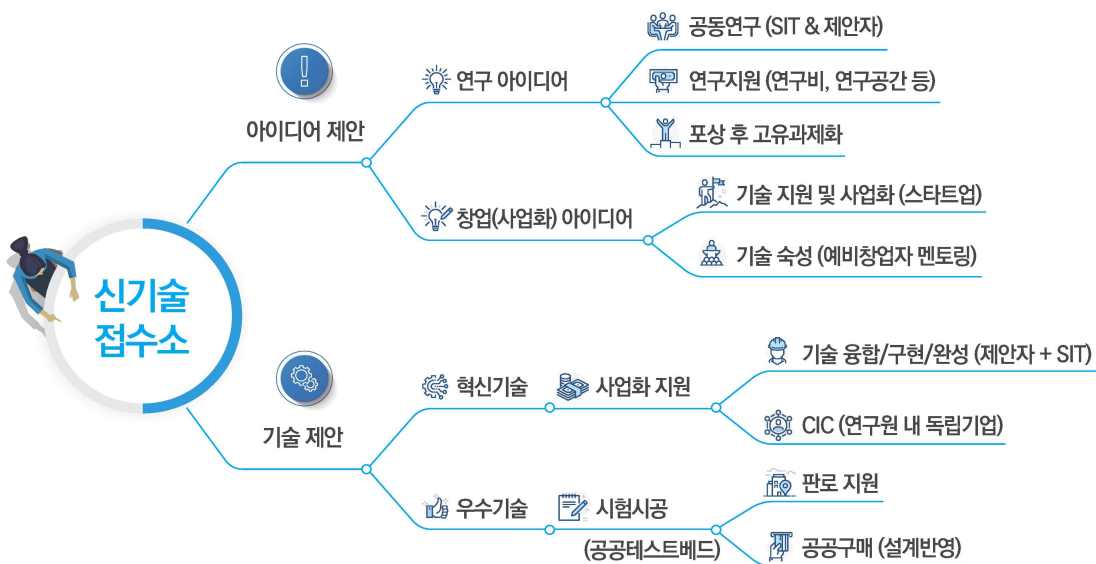 신기술
접수소
아이디어 제안
연구 아이디어
공동연구 (SIT & 제안자)
연구지원 (연구비, 연구공간 등)
포상 후 고유과제화
창업(사업화) 아이디어
기술 지원 및 사업화 (스타트업)
기술 숙성 (예비창업자 멘토링)
기술 제안
혁신기술
사업화 지원
기술 융합/구현/완성 (제안자 + SIT)
CIC (연구원 내 독립기업)
우수기술
시험시공
(공공테스트베드)
판로 지원
공공구매 (설계반영)